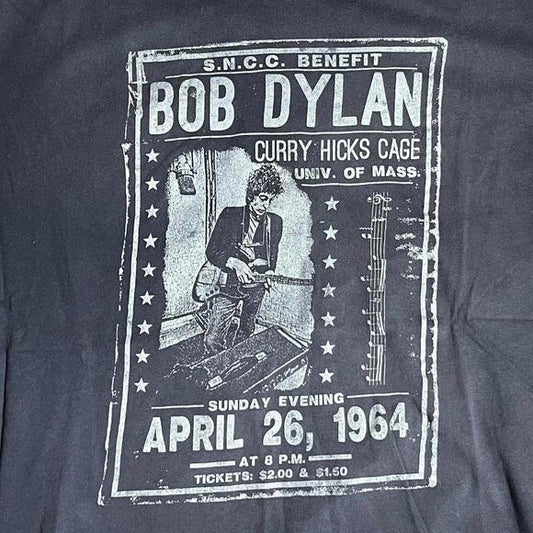 S.N.C.C. BENEFIT
BOB DYLAN
CURRY HICKS CAGE
UNIV. OF MASS.
SUNDAY EVENING
APRIL 26, 1964
AT 8 P.M.
TICKETS: $2.00 & $1.50